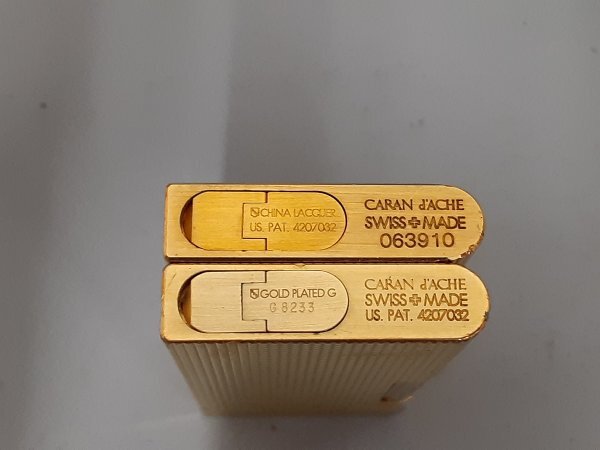 CHINA LACQUER
US. PAT. 4207032
CARAN d'ACHE
SWISS MADE
063910
GOLD PLATED G
G8233
CARAN d'ACHE
SWISS MADE
US. PAT. 4207032